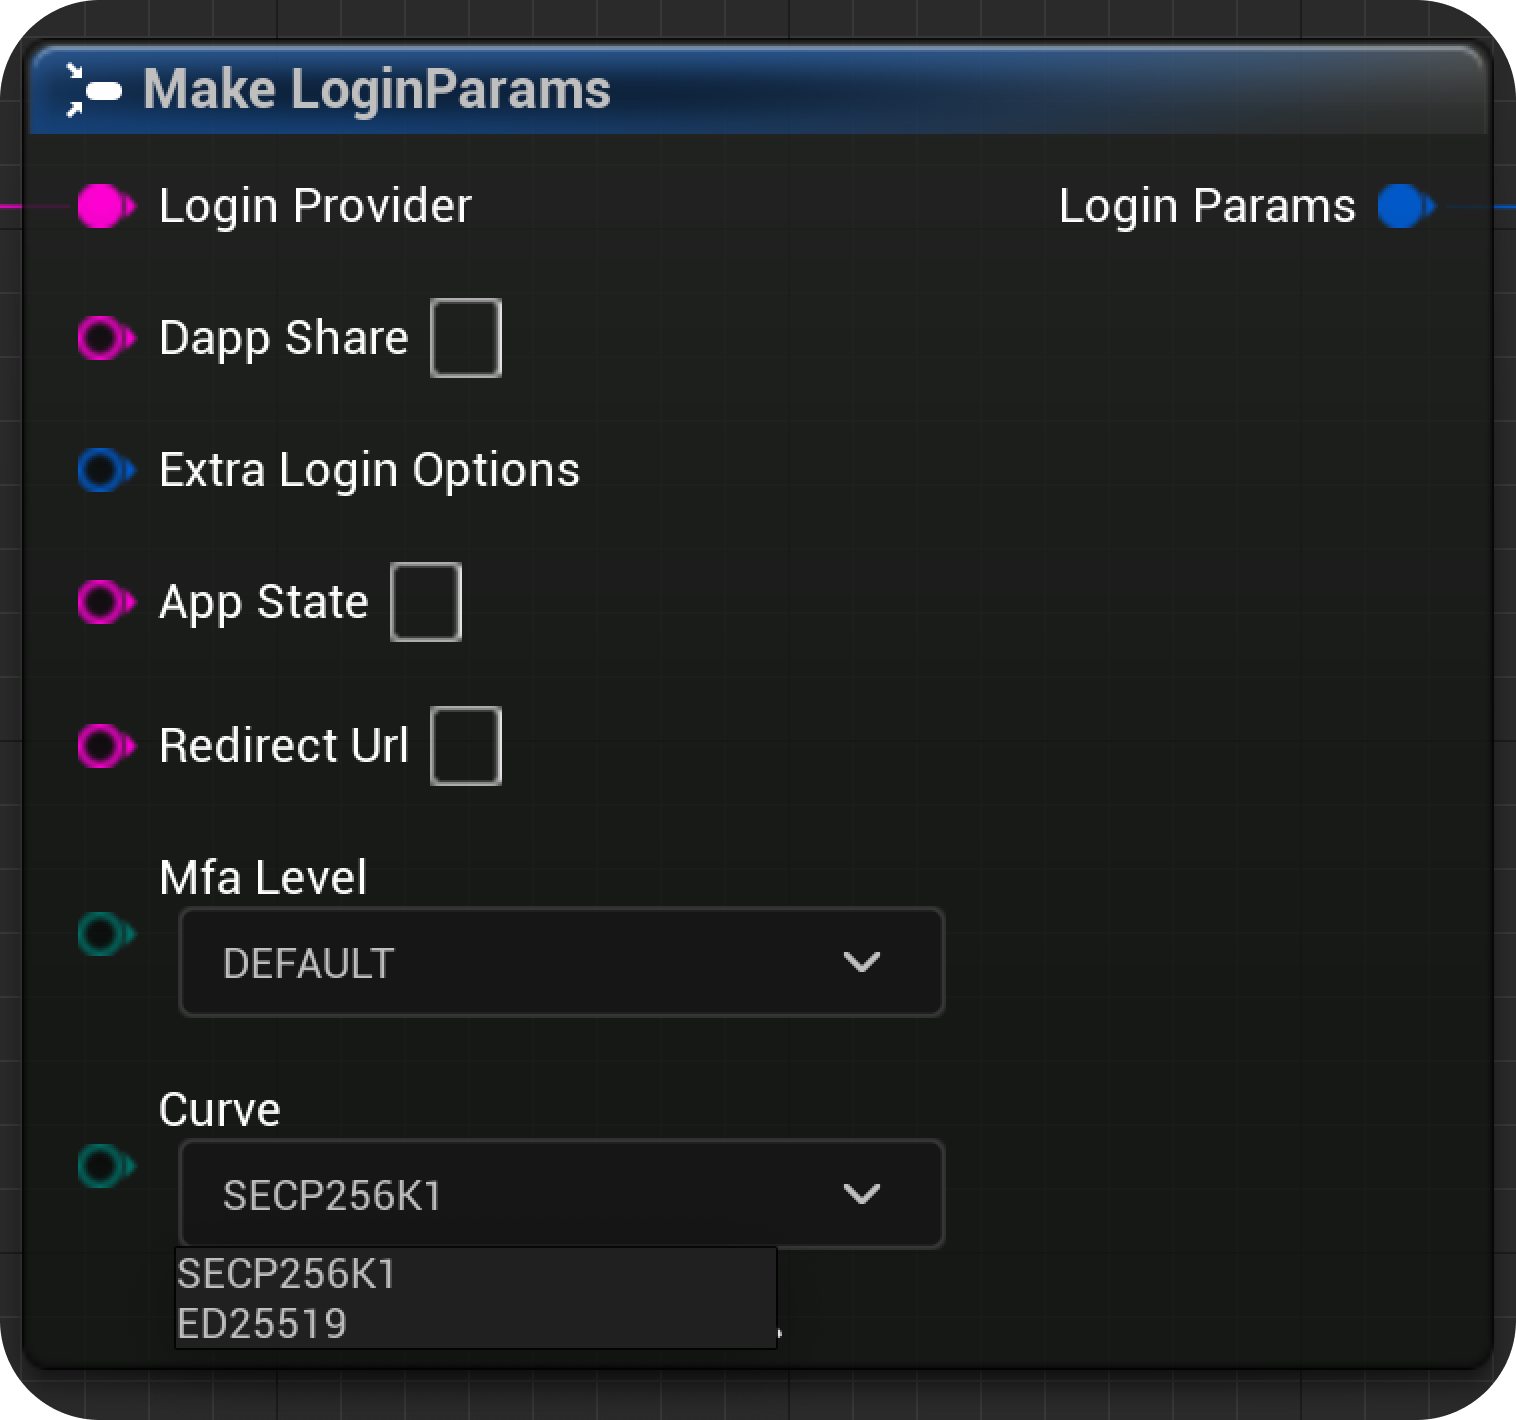 Make LoginParams
Login Provider
Login Params
Dapp Share
Extra Login Options
App State
Redirect Url
Mfa Level
DEFAULT
Curve
SECP256K1
SECP256K1
ED25519